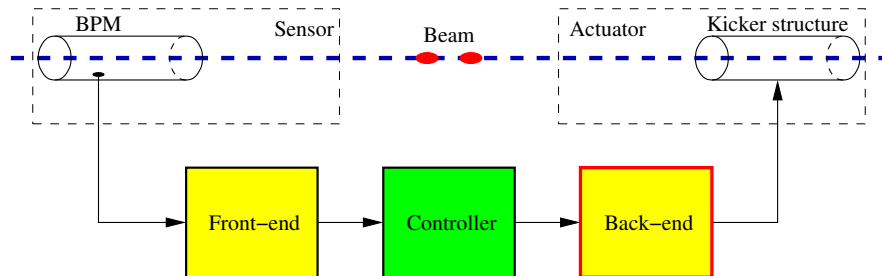 BPM
Sensor
Beam
Actuator
Kicker structure
Front−end
Controller
Back−end